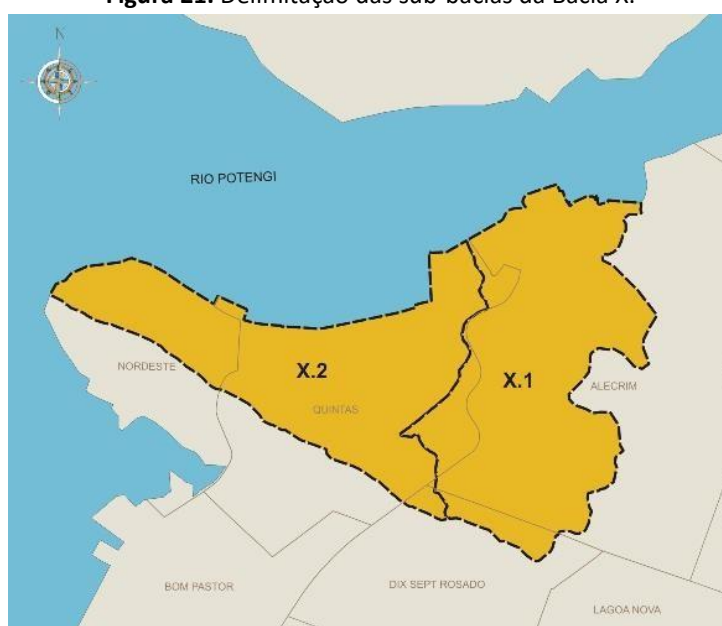 Figura 21: Delimitação das sub-bacias da Bacia X.
N
RIO POTENGI
NORDESTE
X.2
X.1
QUINTAS
ALECRIM
BOM PASTOR
DIX SEPT ROSADO
LAGOA NOVA